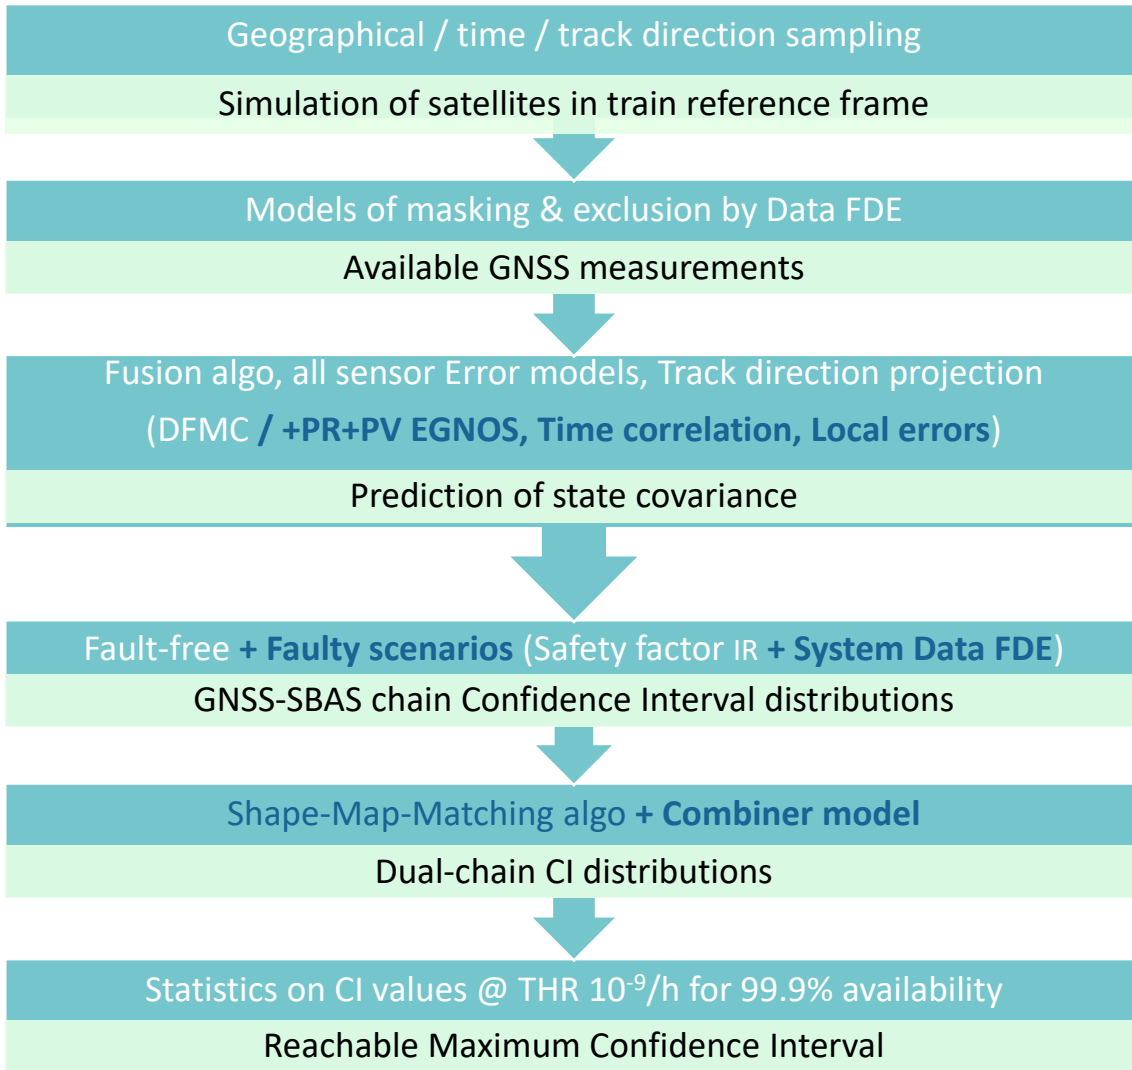 Geographical / time / track direction sampling
Simulation of satellites in train reference frame
Models of masking & exclusion by Data FDE
Available GNSS measurements
Fusion algo, all sensor Error models, Track direction projection
(DFMC / +PR+PV EGNOS, Time correlation, Local errors)
Prediction of state covariance
Fault-free + Faulty scenarios (Safety factor IR + System Data FDE)
GNSS-SBAS chain Confidence Interval distributions
Shape-Map-Matching algo + Combiner model
Dual-chain CI distributions
Statistics on CI values @ THR 10⁻⁹/h for 99.9% availability
Reachable Maximum Confidence Interval